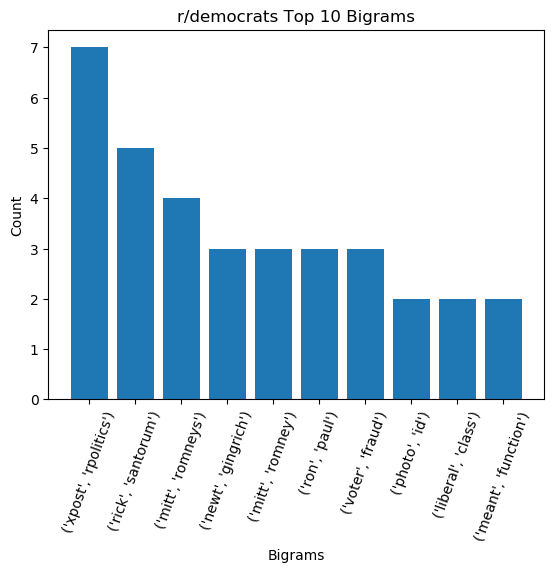 r/democrats Top 10 Bigrams
Count
7
6
5
4
3
2
1
0
('xpost', 'rpolitics')
('rick', 'santorum')
('mitt', 'romneys')
('newt', 'gingrich')
('mitt', 'romney')
('ron', 'paul')
('voter', 'fraud')
('photo', 'id')
('liberal', 'class')
('meant', 'function')
Bigrams